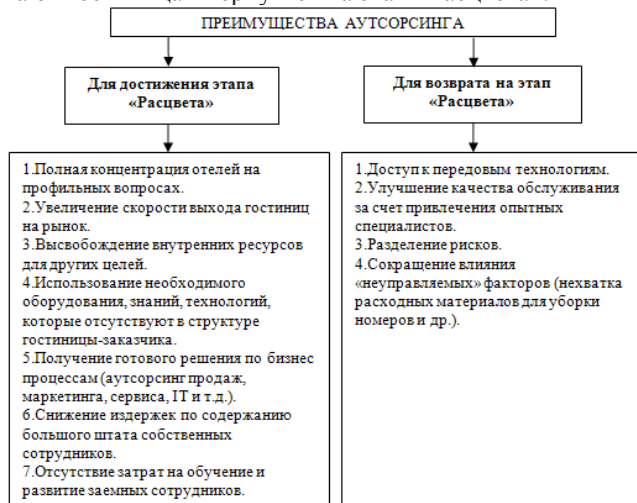 ПРЕИМУЩЕСТВА АУТСОРСИНГА
Для достижения этапа
«Расцвета»
Для возврата на этап
«Расцвета»
1.Полная концентрация отелей на
профильных вопросах.
2.Увеличение скорости выхода гостиниц
на рынок.
3.Высвобождение внутренних ресурсов
для других целей.
4.Использование необходимого
оборудования, знаний, технологий,
которые отсутствуют в структуре
гостиницы-заказчика.
5.Получение готового решения по бизнес
процессам (аутсорсинг продаж,
маркетинга, сервиса, IT и т.д.).
6.Снижение издержек по содержанию
большого штата собственных
сотрудников.
7.Отсутствие затрат на обучение и
развитие заемных сотрудников.
1.Доступ к передовым технологиям.
2.Улучшение качества обслуживания
за счет привлечения опытных
специалистов.
3.Разделение рисков.
4.Сокращение влияния
«неуправляемых» факторов (нехватка
расходных материалов для уборки
номеров и др.).